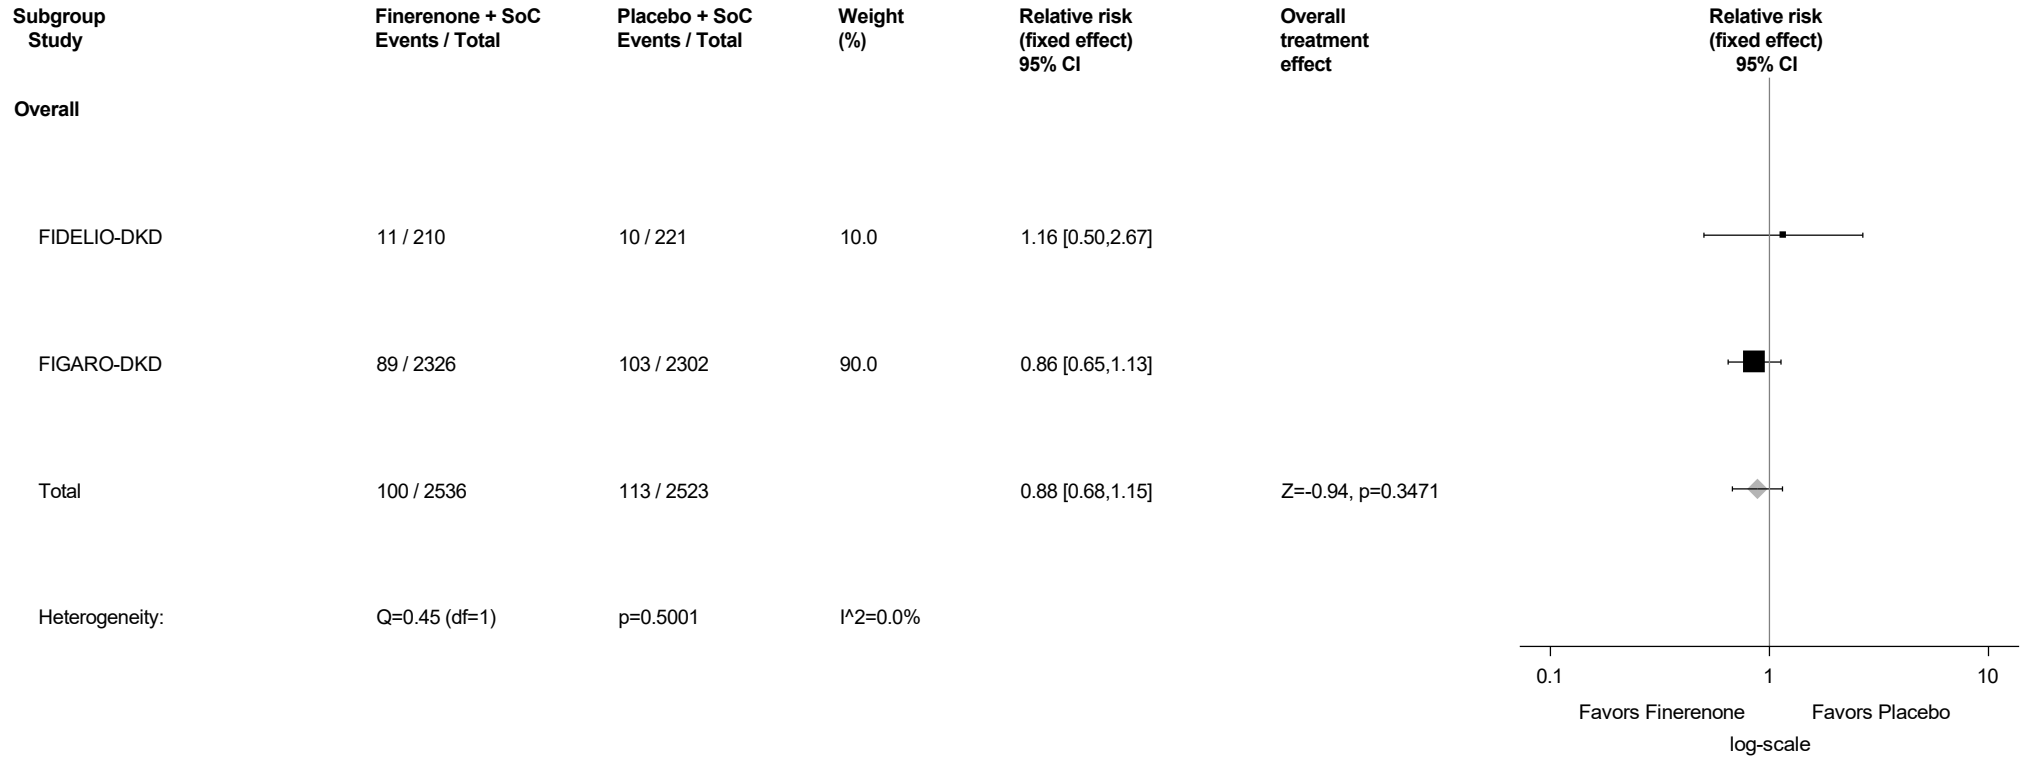 Subgroup Finerenone + SoC Placebo + SoC Weight Relative risk Overall Relative risk
Study Events / Total Events / Total (%) (fixed effect) treatment (fixed effect)
95% CI effect 95% CI
Overall
FIDELIO-DKD 11 / 210 10 / 221 10.0 1.16 [0.50,2.67]
FIGARO-DKD 89 / 2326 103 / 2302 90.0 0.86 [0.65,1.13]
Total 100 / 2536 113 / 2523 0.88 [0.68,1.15] Z=-0.94, p=0.3471
Heterogeneity: Q=0.45 (df=1) p=0.5001 I^2=0.0%
0.1 1 10
Favors Finerenone Favors Placebo
log-scale